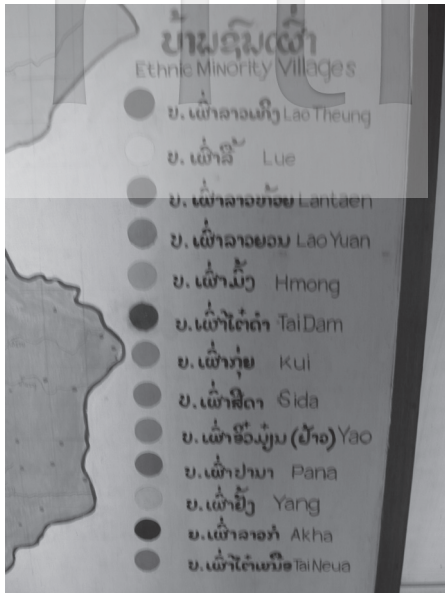 ບ້ານຊົນເຜົ່າ
Ethnic Minority Villages
ບ. ເຜົ່າລາວເທິງ Lao Theung
ບ. ເຜົ່າລື້ Lue
ບ. ເຜົ່າລາວຫ້ວຍ Lantaen
ບ. ເຜົ່າລາວຍວນ Lao Yuan
ບ. ເຜົ່າມົ້ງ Hmong
ບ. ເຜົ່າໄຕດຳ Tai Dam
ບ. ເຜົ່າກຸ່ຍ Kui
ບ. ເຜົ່າສີດາ Sida
ບ. ເຜົ່າອິ້ວມ້ຽນ (ຢ້າວ) Yao
ບ. ເຜົ່າປານາ Pana
ບ. ເຜົ່າຢັ້ງ Yang
ບ. ເຜົ່າລາວກໍ Akha
ບ. ເຜົ່າໄຕເໜືອ Tai Neua